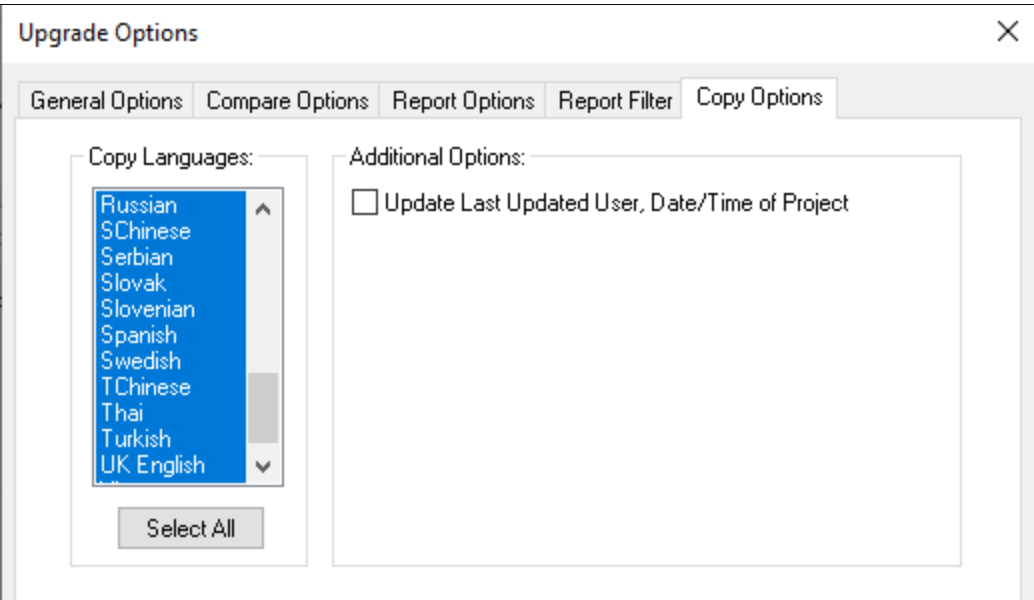 Upgrade Options
General Options Compare Options Report Options Report Filter Copy Options
Copy Languages:
Russian
SChinese
Serbian
Slovak
Slovenian
Spanish
Swedish
TChinese
Thai
Turkish
UK English
Select All
Additional Options:
Update Last Updated User, Date/Time of Project